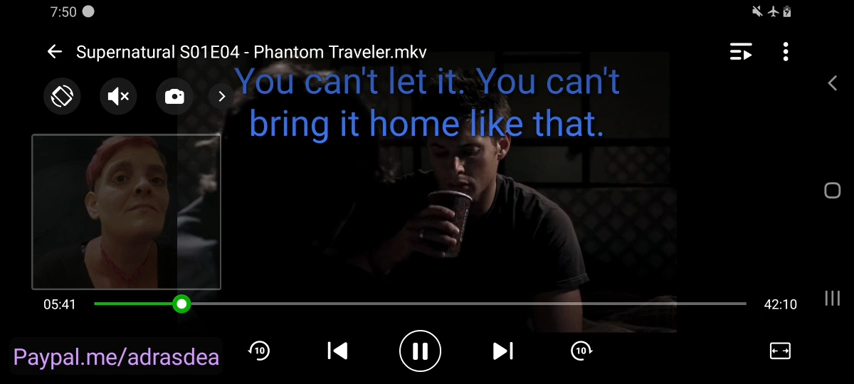 7:50
Supernatural S01E04 - Phantom Traveler.mkv
You can't let it. You can't
bring it home like that.
05:41
42:10
Paypal.me/adrasdea
10
10